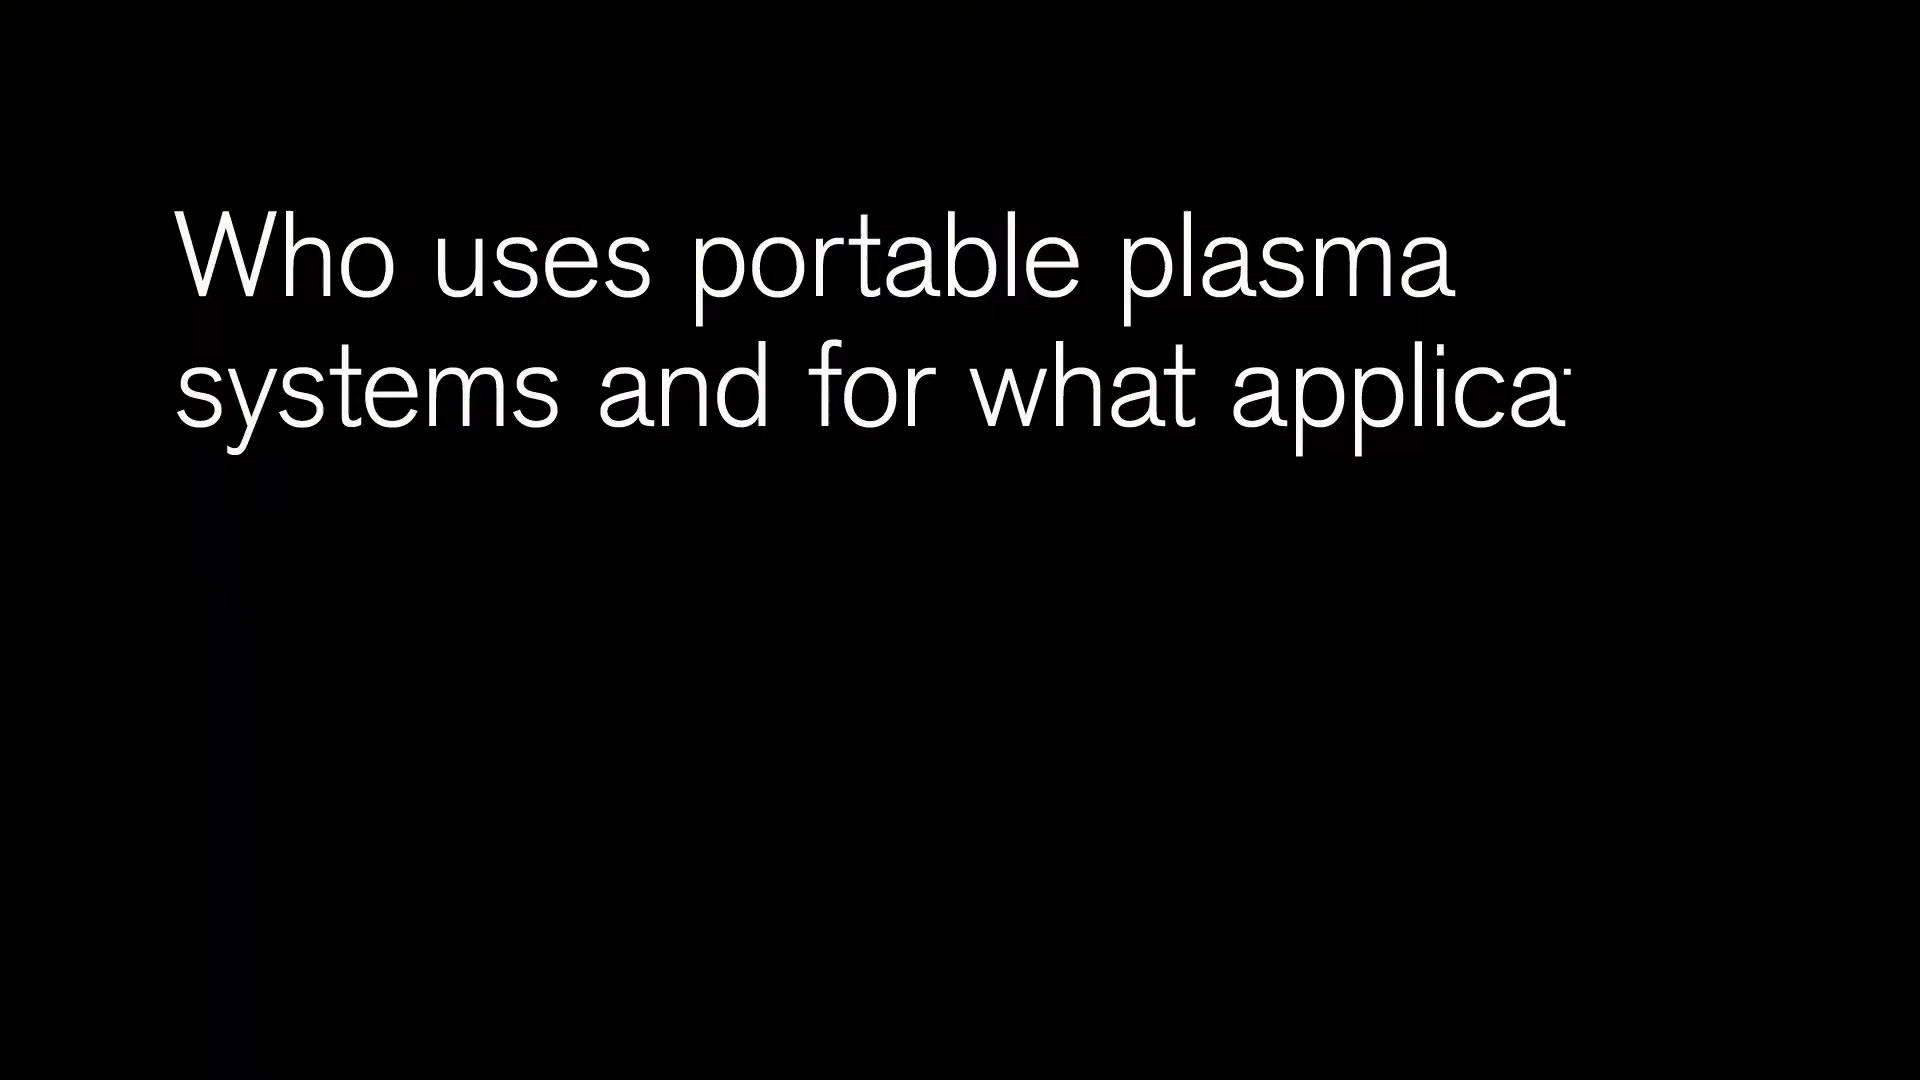 Who uses portable plasma
systems and for what applica